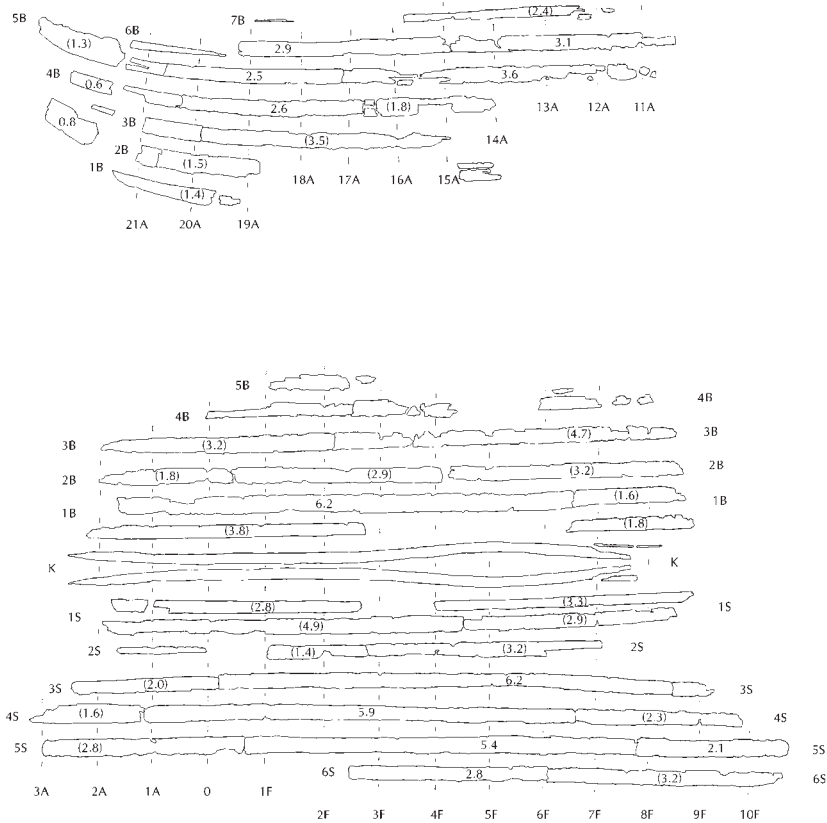 7B (2.4)
5B 6B
(1.3) 2.9 3.1
2.5 3.6
4B 0.6
2.6 (1.8) 13A 12A 11A
0.8 3B
(3.5) 14A
2B (1.5)
1B 18A 17A 16A 15A
(1.4)
21A 20A 19A
5B
4B 4B
3B (3.2) (4.7) 3B
2B (1.8) (2.9) (3.2) 2B
1B 6.2 (1.6) 1B
(3.8) (1.8)
K K
(2.8) (3.3)
1S (4.9) (2.9) 1S
2S (1.4) (3.2) 2S
3S (2.0) 6.2 3S
4S (1.6) 5.9 (2.3) 4S
5S (2.8) 5.4 2.1 5S
6S 2.8 (3.2) 6S
3A 2A 1A 0 1F
2F 3F 4F 5F 6F 7F 8F 9F 10F